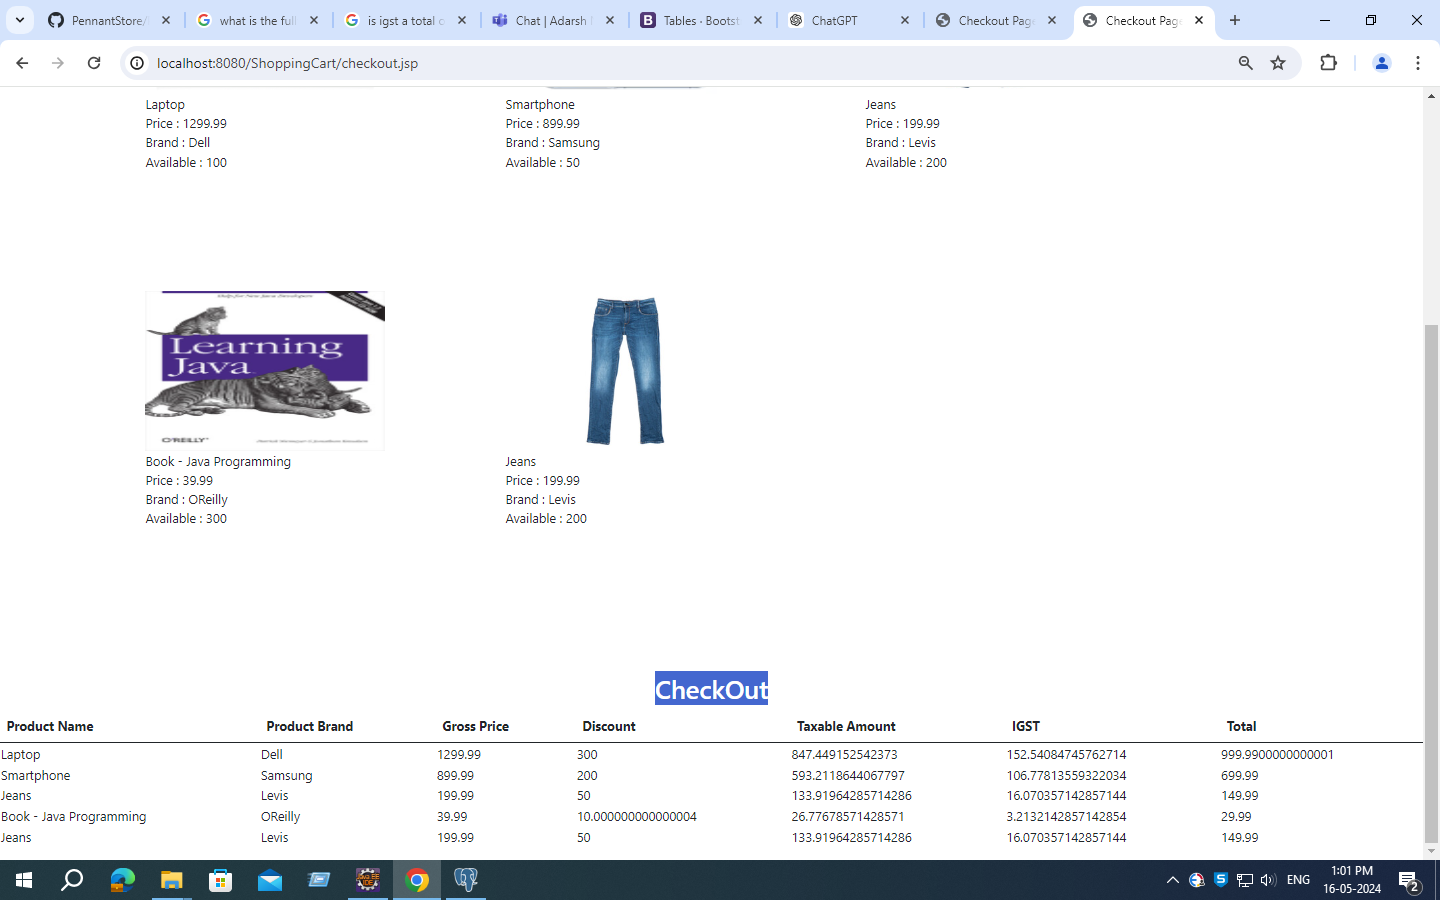 PennantStore/
what is the full
is igst a total o
Chat | Adarsh
Tables - Bootst
ChatGPT
Checkout Pag
Checkout Page
localhost:8080/ShoppingCart/checkout.jsp
Laptop Smartphone Jeans
Price : 1299.99 Price : 899.99 Price : 199.99
Brand : Dell Brand : Samsung Brand : Levis
Available : 100 Available : 50 Available : 200
Help for New Java Developers
Learning
Java
O'REILLY
Book - Java Programming Jeans
Price : 39.99 Price : 199.99
Brand : OReilly Brand : Levis
Available : 300 Available : 200
CheckOut
Product Name Product Brand Gross Price Discount Taxable Amount IGST Total
Laptop Dell 1299.99 300 847.449152542373 152.54084745762714 999.9900000000001
Smartphone Samsung 899.99 200 593.2118644067797 106.77813559322034 699.99
Jeans Levis 199.99 50 133.91964285714286 16.070357142857144 149.99
Book - Java Programming OReilly 39.99 10.000000000000004 26.77678571428571 3.2132142857142854 29.99
Jeans Levis 199.99 50 133.91964285714286 16.070357142857144 149.99
ENG
1:01 PM
16-05-2024
2